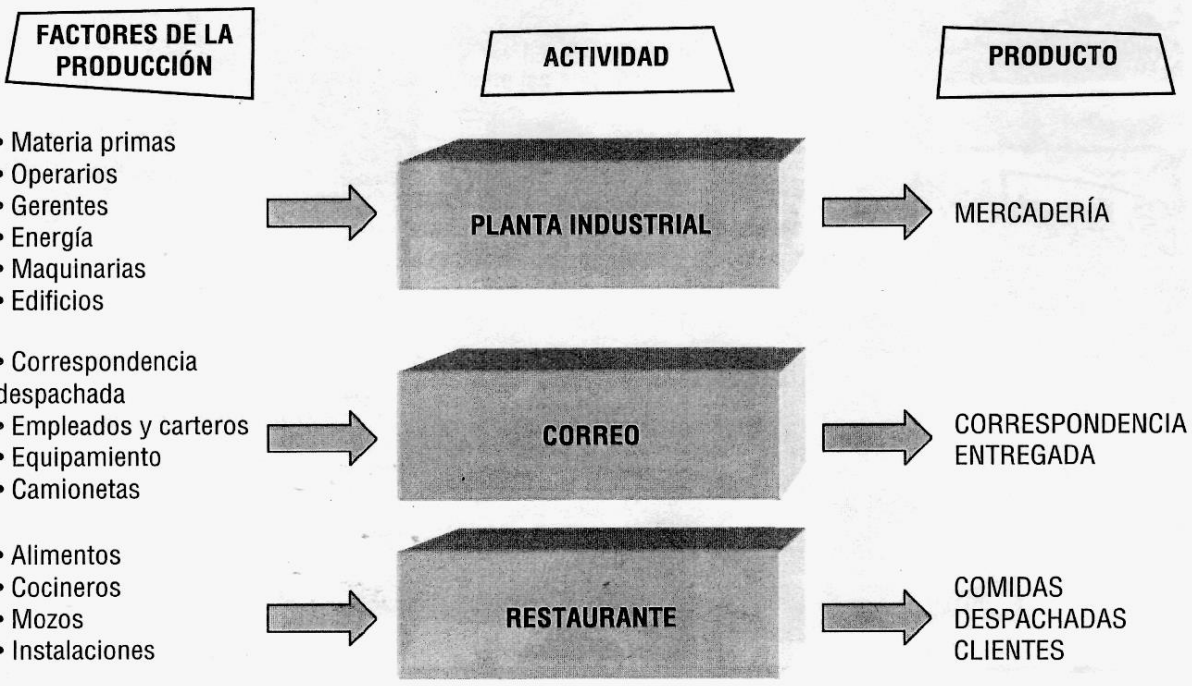 FACTORES DE LA
PRODUCCIÓN
ACTIVIDAD
PRODUCTO
• Materia primas
• Operarios
• Gerentes
• Energía
• Maquinarias
• Edificios
PLANTA INDUSTRIAL
MERCADERÍA
• Correspondencia
despachada
• Empleados y carteros
• Equipamiento
• Camionetas
CORREO
CORRESPONDENCIA
ENTREGADA
• Alimentos
• Cocineros
• Mozos
• Instalaciones
RESTAURANTE
COMIDAS
DESPACHADAS
CLIENTES